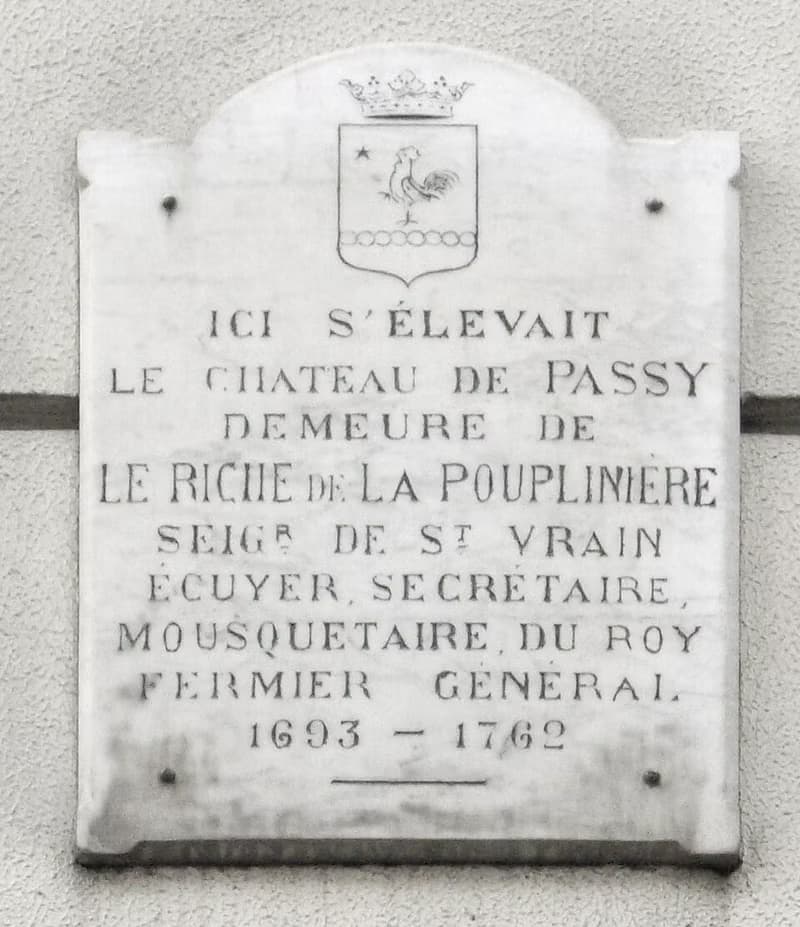 ICI S'ÉLEVAIT
LE CHATEAU DE PASSY
DEMEURE DE
LE RICHE DE LA POUPLINIÈRE
SEIGR DE ST VRAIN
ÉCUYER, SECRÉTAIRE,
MOUSQUETAIRE, DU ROY
FERMIER GÉNÉRAL
1693 - 1762